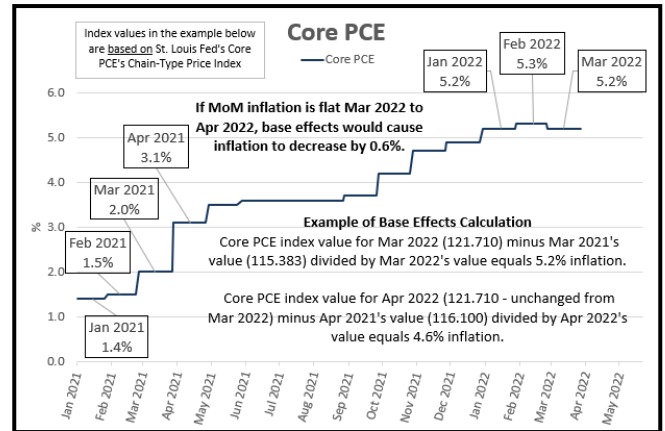 Core PCE
Index values in the example below
are based on St. Louis Fed's Core
PCE's Chain-Type Price Index
Core PCE
Jan 2022
5.2%
Feb 2022
5.3%
Mar 2022
5.2%
If MoM inflation is flat Mar 2022 to
Apr 2022, base effects would cause
inflation to decrease by 0.6%.
Apr 2021
3.1%
Mar 2021
2.0%
Feb 2021
1.5%
Jan 2021
1.4%
Example of Base Effects Calculation
Core PCE index value for Mar 2022 (121.710) minus Mar 2021's
value (115.383) divided by Mar 2022's value equals 5.2% inflation.
Core PCE index value for Apr 2022 (121.710 - unchanged from
Mar 2022) minus Apr 2021's value (116.100) divided by Apr 2022's
value equals 4.6% inflation.
%
6.0
5.0
4.0
3.0
2.0
1.0
0.0
Jan 2021
Feb 2021
Mar 2021
Apr 2021
May 2021
Jun 2021
Jul 2021
Aug 2021
Sep 2021
Oct 2021
Nov 2021
Dec 2021
Jan 2022
Feb 2022
Mar 2022
Apr 2022
May 2022